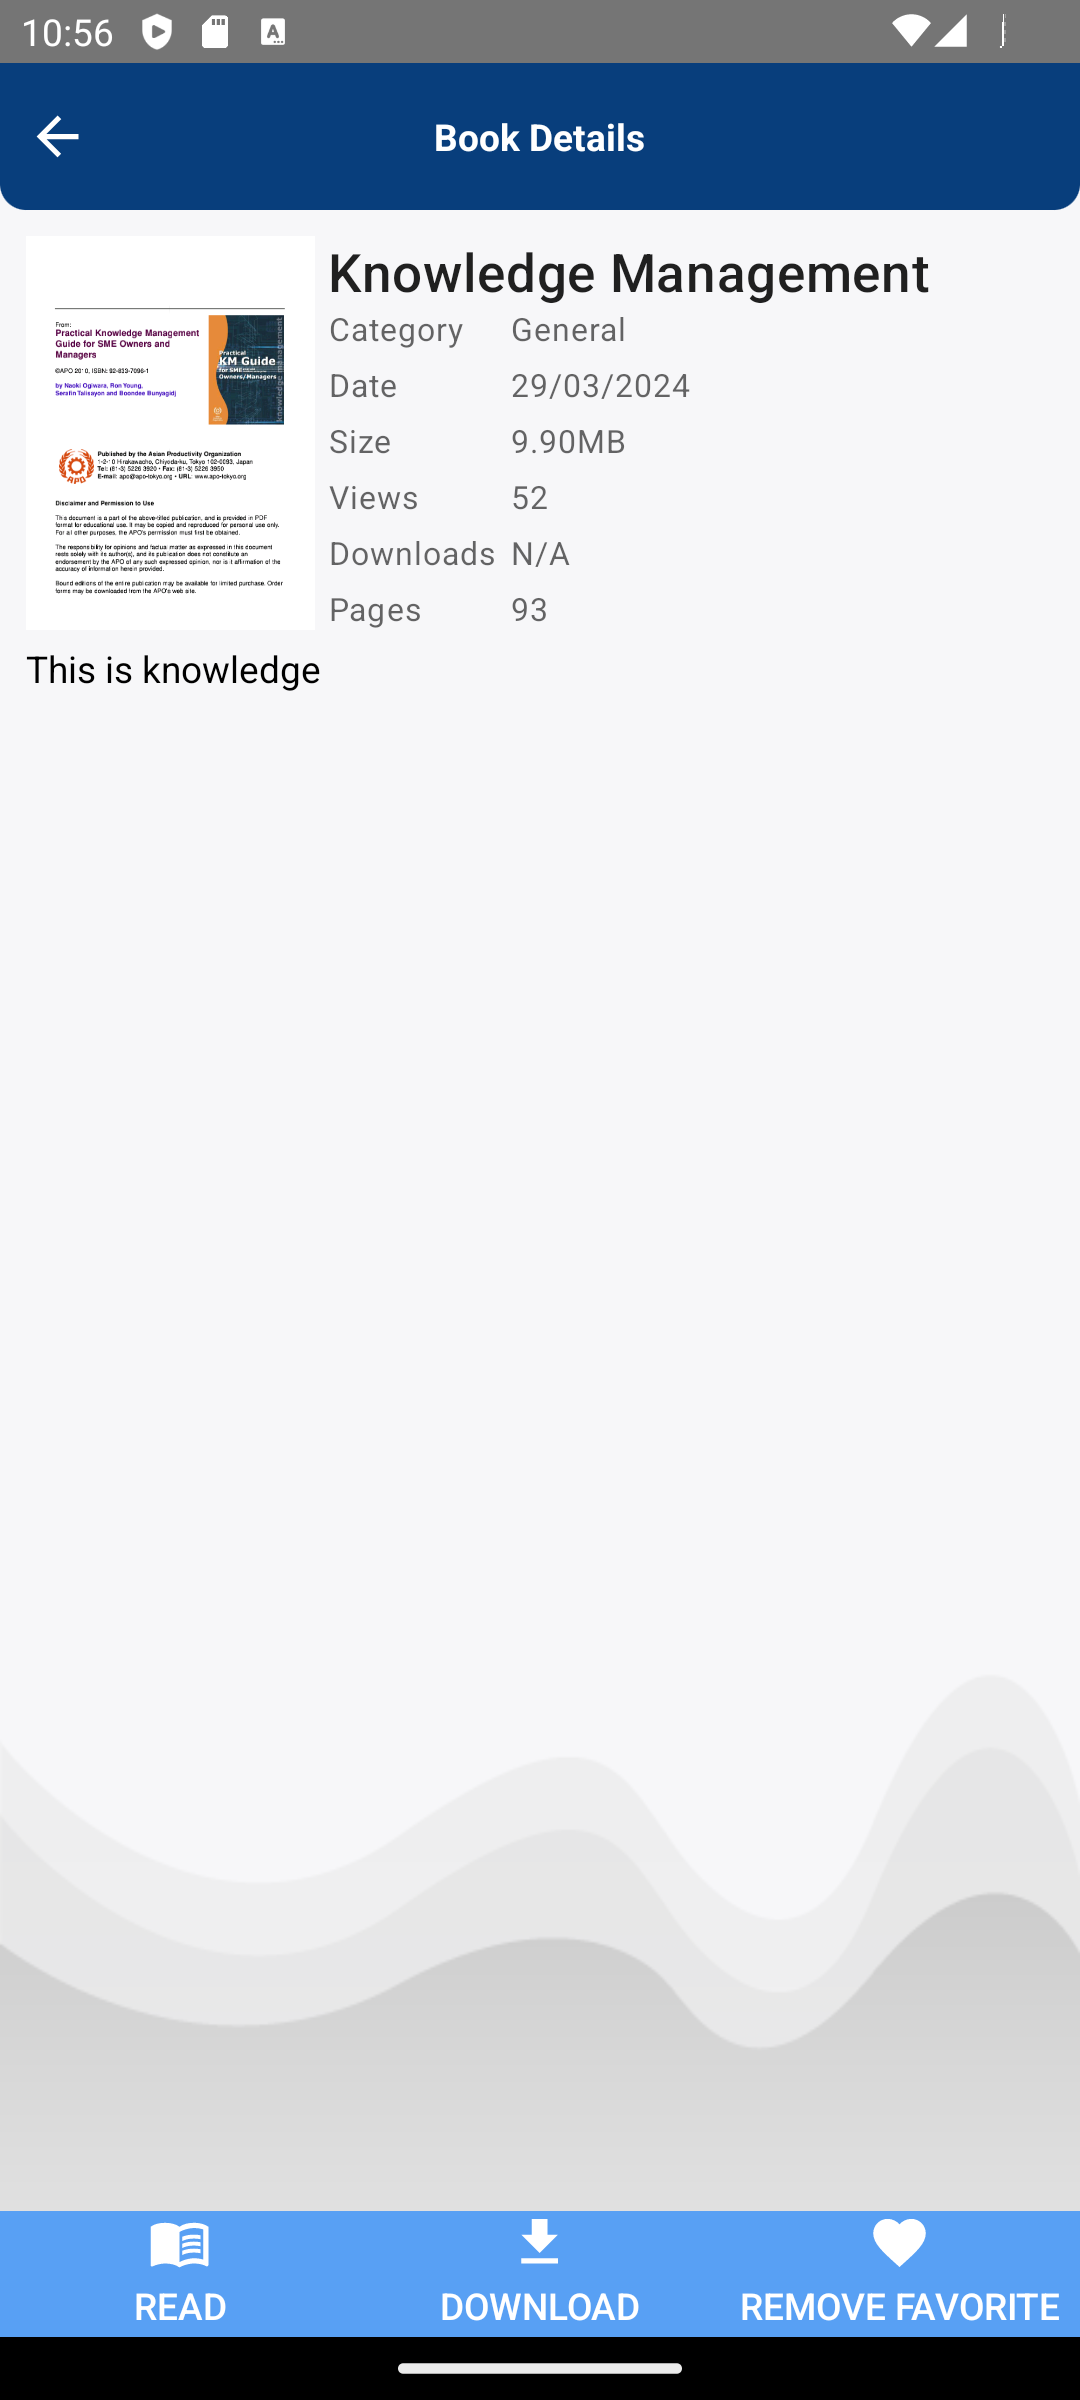 10:56
Book Details
From:
Practical Knowledge Management
Guide for SME Owners and
Managers
©APO 2010, ISBN: 92-833-7096-1
by Naoki Ogiwara, Ron Young,
Serafin Talisayon and Boondee Bunyagidj
Practical
KM Guide
for SME
Owners/Managers
knowledge management
APO
Published by the Asian Productivity Organization
1-2-10 Hirakawacho, Chiyoda-ku, Tokyo 102-0093, Japan
Tel: (81-3) 5226 3920 • Fax: (81-3) 5226 3950
E-mail: apo@apo-tokyo.org • URL: www.apo-tokyo.org
Disclaimer and Permission to Use
This document is a part of the above-titled publication, and is provided in PDF
format for educational use. It may be copied and reproduced for personal use only.
For all other purposes, the APO's permission must first be obtained.
The responsibility for opinions and factual matter as expressed in this document
rests solely with its author(s), and its publication does not constitute an
endorsement by the APO of any such expressed opinion, nor is it affirmation of the
accuracy of information herein provided.
Bound editions of the entire publication may be available for limited purchase. Order
forms may be downloaded from the APO's web site.
Knowledge Management
Category General
Date 29/03/2024
Size 9.90MB
Views 52
Downloads N/A
Pages 93
This is knowledge
READ
DOWNLOAD
REMOVE FAVORITE